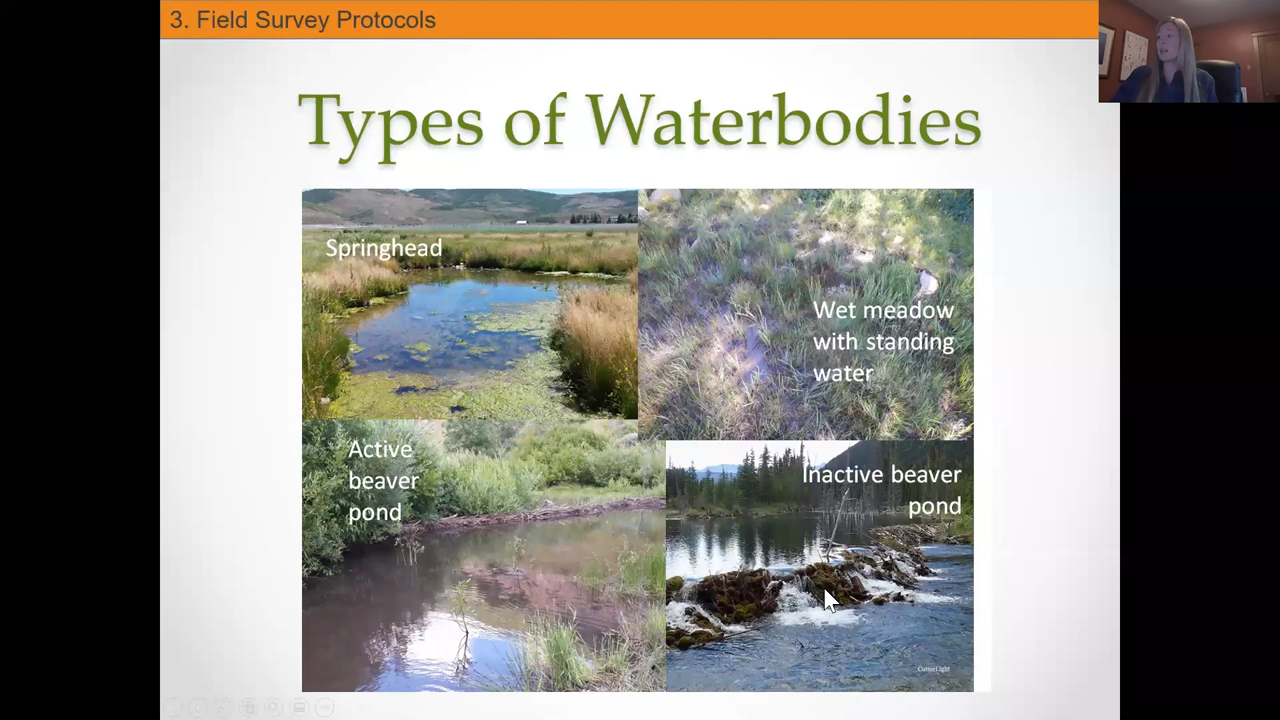 3. Field Survey Protocols
Types of Waterbodies
Springhead
Wet meadow
with standing
water
Active
beaver
pond
Inactive beaver
pond
CutterLight